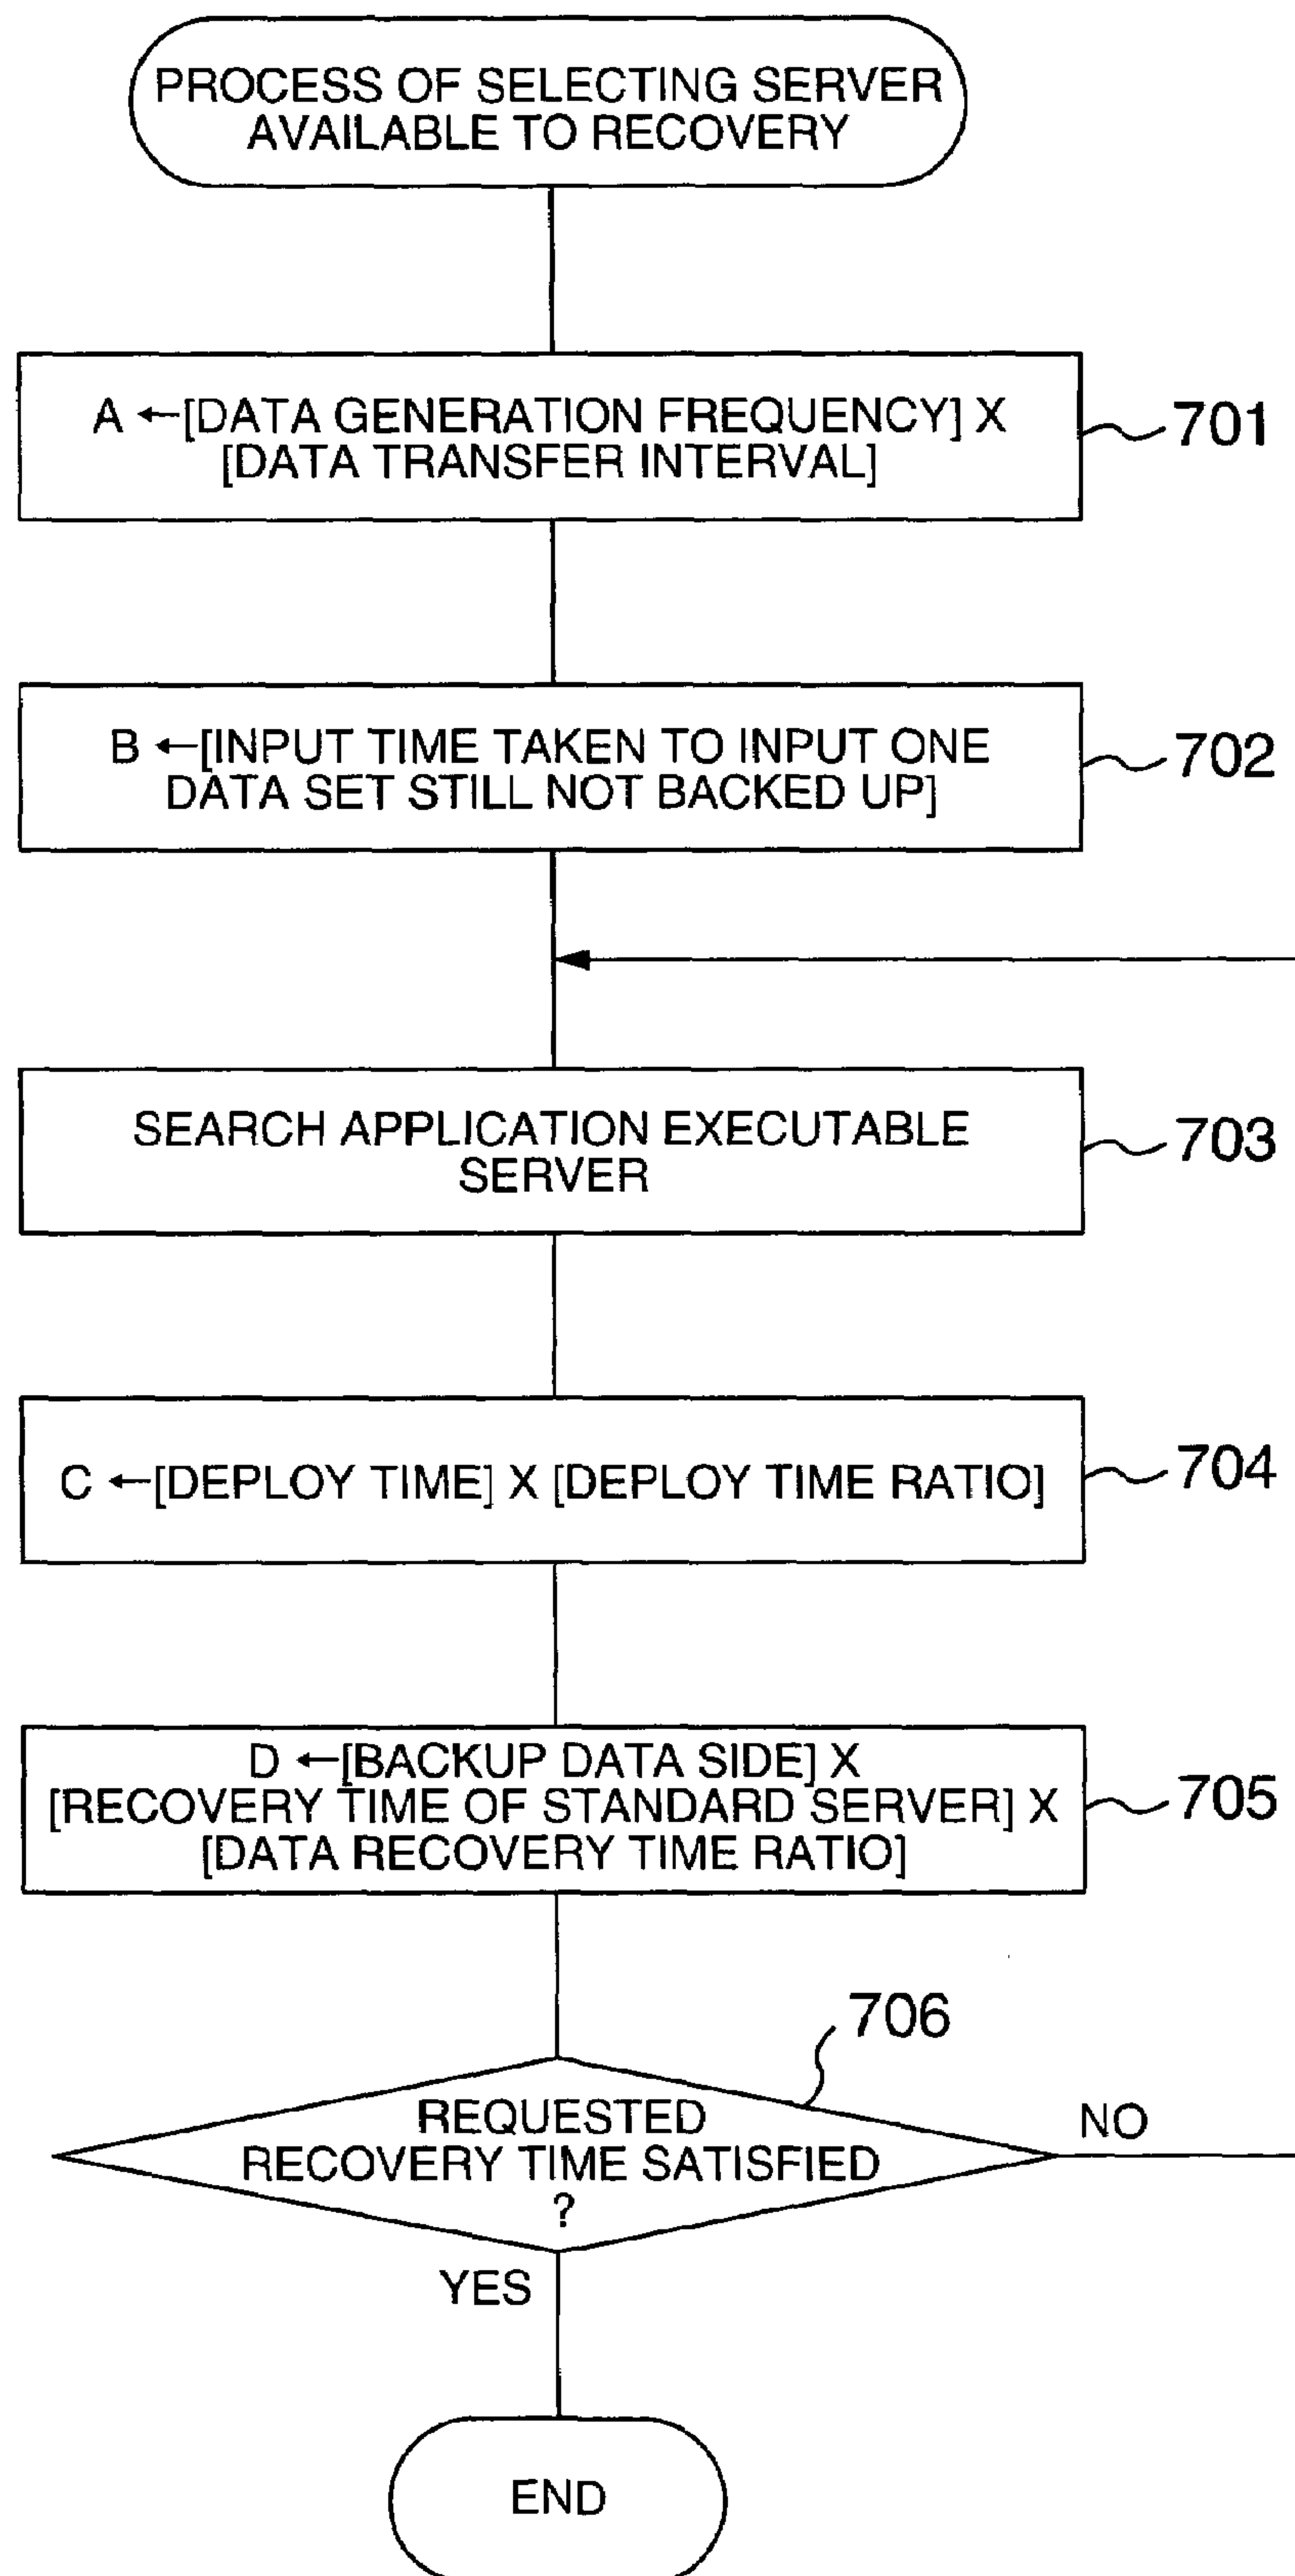 PROCESS OF SELECTING SERVER
AVAILABLE TO RECOVERY
A ←[DATA GENERATION FREQUENCY] X
[DATA TRANSFER INTERVAL]
701
B ←[INPUT TIME TAKEN TO INPUT ONE
DATA SET STILL NOT BACKED UP]
702
SEARCH APPLICATION EXECUTABLE
SERVER
703
C ←[DEPLOY TIME] X [DEPLOY TIME RATIO]
704
D ←[BACKUP DATA SIDE] X
[RECOVERY TIME OF STANDARD SERVER] X
[DATA RECOVERY TIME RATIO]
705
706
REQUESTED
RECOVERY TIME SATISFIED
?
NO
YES
END